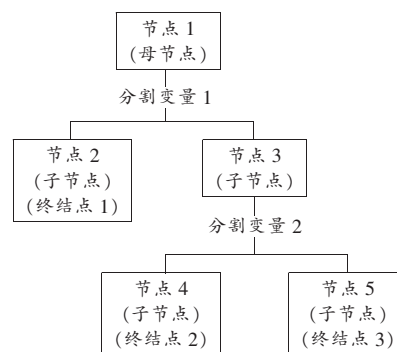 节点 1
(母节点)
分割变量 1
节点 2
(子节点)
(终结点 1)
节点 3
(子节点)
分割变量 2
节点 4
(子节点)
(终结点 2)
节点 5
(子节点)
(终结点 3)